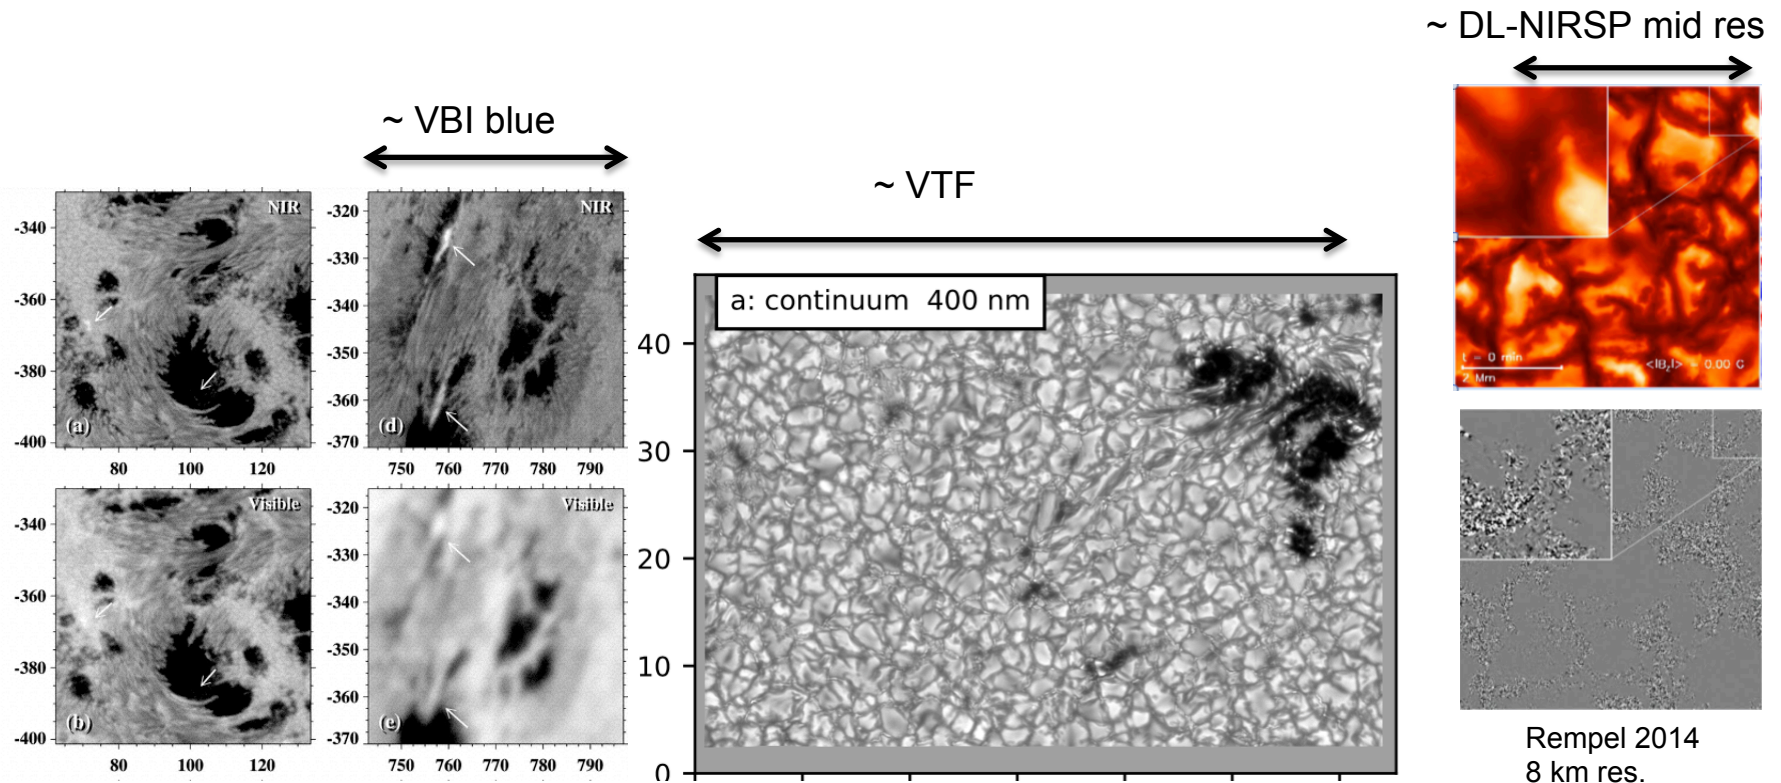 ~ DL-NIRSP mid res
~ VBI blue
~ VTF
NIR
-340
-360
-380
-400
(a)
80 100 120
NIR
-320
-330
-340
-350
-360
-370
(d)
750 760 770 780 790
Visible
-340
-360
-380
-400
(b)
80 100 120
Visible
-320
-330
-340
-350
-360
-370
(e)
750 760 770 780 790
a: continuum 400 nm
40
30
20
10
0
t = 0 min
2 Mm
<|B_z|> = 0.00 G
Rempel 2014
8 km res.